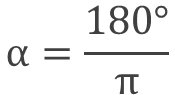 α = 180° / π